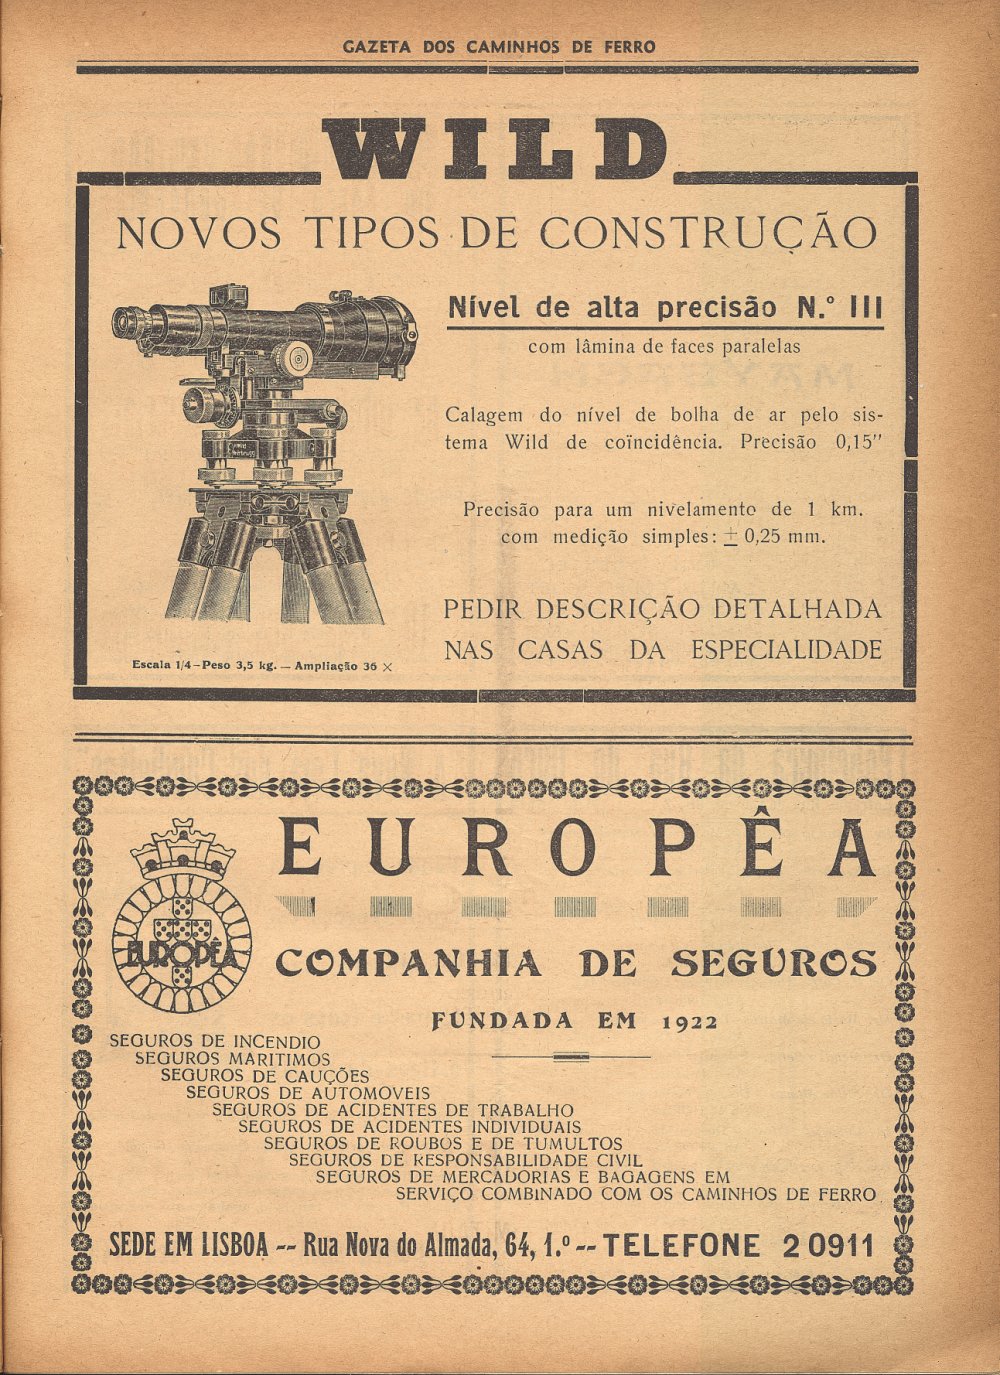 GAZETA DOS CAMINHOS DE FERRO
WILD
NOVOS TIPOS DE CONSTRUÇÃO
Nível de alta precisão N.º III
com lâmina de faces paralelas
Calagem do nível de bolha de ar pelo sis-
tema Wild de coïncidência. Precisão 0,15"
Precisão para um nivelamento de 1 km.
com medição simples: ± 0,25 mm.
PEDIR DESCRIÇÃO DETALHADA
NAS CASAS DA ESPECIALIDADE
Escala 1/4—Peso 3,5 kg. — Ampliação 36 ×
EUROPÊA
EUROPÊA
COMPANHIA DE SEGUROS
FUNDADA EM 1922
SEGUROS DE INCENDIO
SEGUROS MARITIMOS
SEGUROS DE CAUÇÕES
SEGUROS DE AUTOMOVEIS
SEGUROS DE ACIDENTES DE TRABALHO
SEGUROS DE ACIDENTES INDIVIDUAIS
SEGUROS DE ROUBOS E DE TUMULTOS
SEGUROS DE RESPONSABILIDADE CIVIL
SEGUROS DE MERCADORIAS E BAGAGENS EM
SERVIÇO COMBINADO COM OS CAMINHOS DE FERRO
SEDE EM LISBOA -- Rua Nova do Almada, 64, 1.º -- TELEFONE 20911